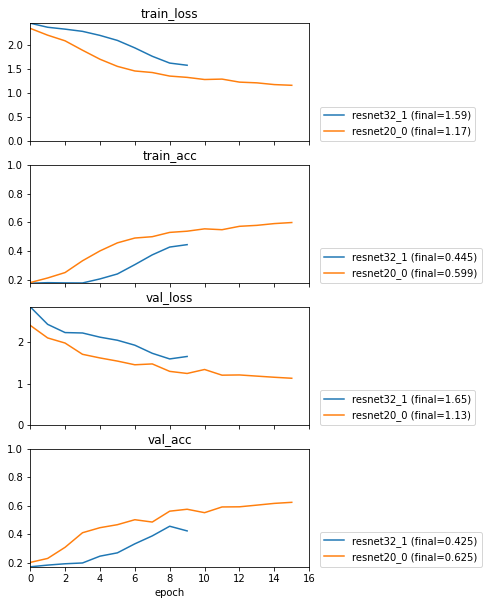 train_loss
2.0
1.5
1.0
0.5
0.0
resnet32_1 (final=1.59)
resnet20_0 (final=1.17)
train_acc
1.0
0.8
0.6
0.4
0.2
resnet32_1 (final=0.445)
resnet20_0 (final=0.599)
val_loss
2
1
0
resnet32_1 (final=1.65)
resnet20_0 (final=1.13)
val_acc
1.0
0.8
0.6
0.4
0.2
resnet32_1 (final=0.425)
resnet20_0 (final=0.625)
0 2 4 6 8 10 12 14 16
epoch